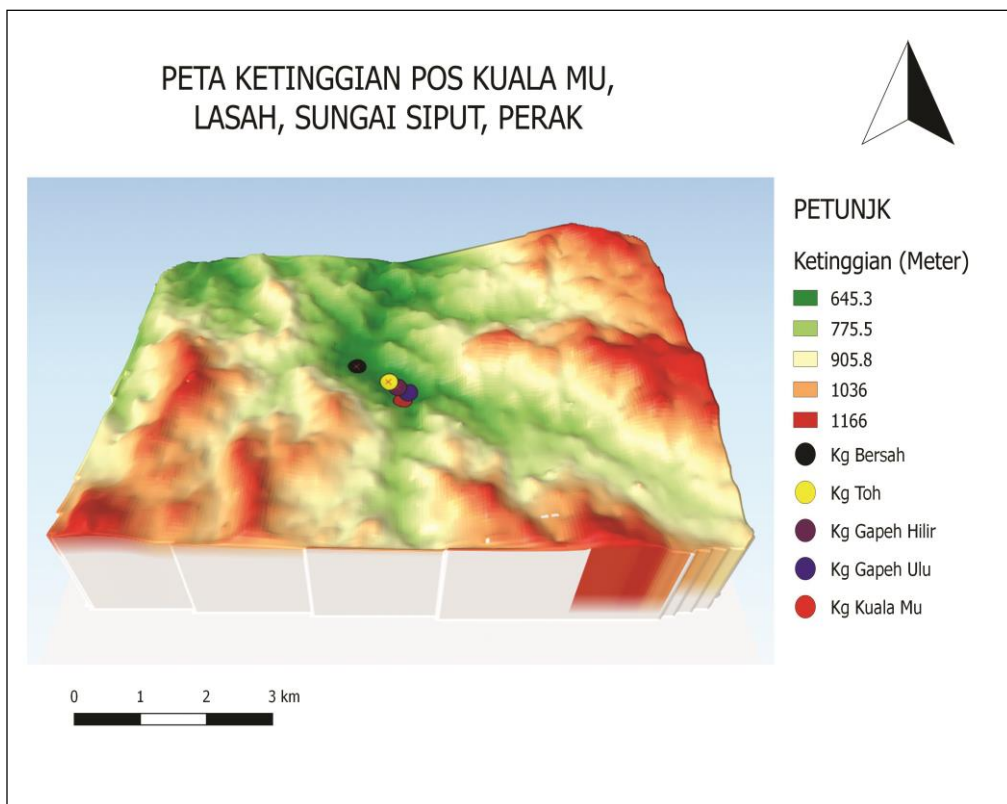 PETA KETINGGIAN POS KUALA MU,
LASAH, SUNGAI SIPUT, PERAK
PETUNJK
Ketinggian (Meter)
645.3
775.5
905.8
1036
1166
Kg Bersah
Kg Toh
Kg Gapeh Hilir
Kg Gapeh Ulu
Kg Kuala Mu
0 1 2 3 km